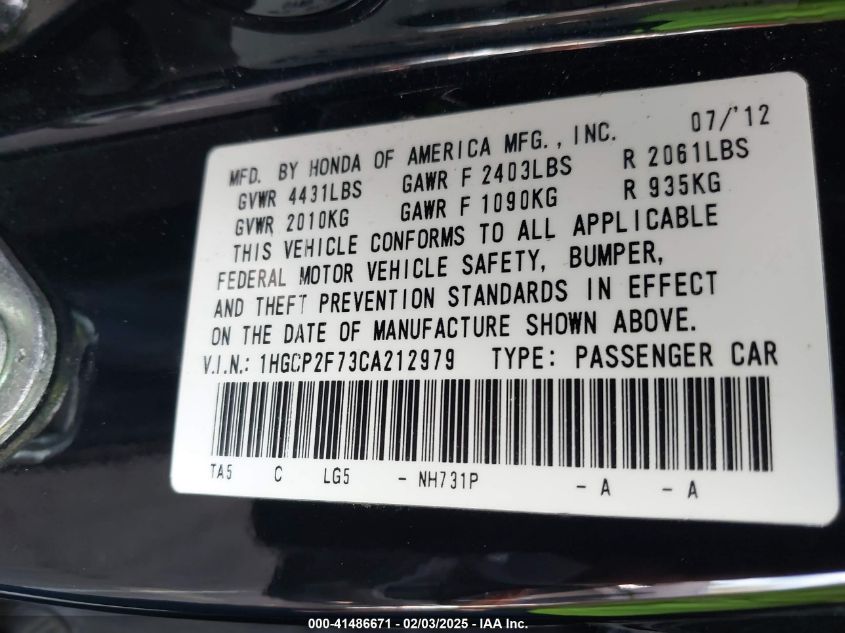 MFD. BY HONDA OF AMERICA MFG., INC. 07/'12
GVWR 4431LBS GAWR F 2403LBS R 2061LBS
GVWR 2010KG GAWR F 1090KG R 935KG
THIS VEHICLE CONFORMS TO ALL APPLICABLE
FEDERAL MOTOR VEHICLE SAFETY, BUMPER,
AND THEFT PREVENTION STANDARDS IN EFFECT
ON THE DATE OF MANUFACTURE SHOWN ABOVE.
V.I.N.: 1HGCP2F73CA212979 TYPE: PASSENGER CAR
TA5 C LG5 - NH731P - A - A
000-41486671 - 02/03/2025 - IAA Inc.